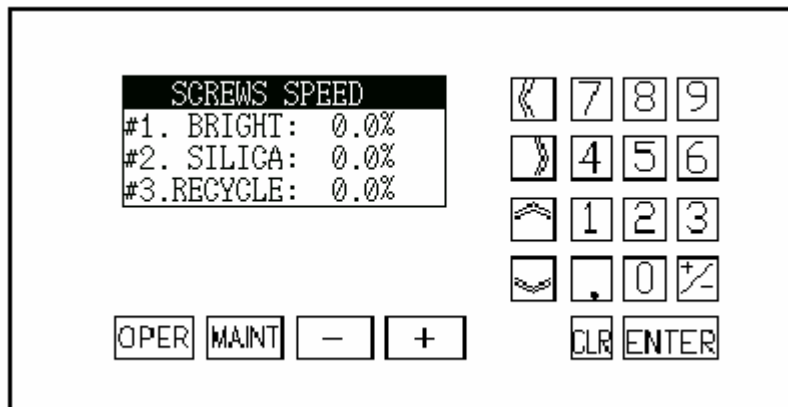 SCREWS SPEED
#1. BRIGHT: 0.0%
#2. SILICA: 0.0%
#3.RECYCLE: 0.0%
7 8 9
4 5 6
1 2 3
. 0 +/-
OPER MAINT - + CLR ENTER